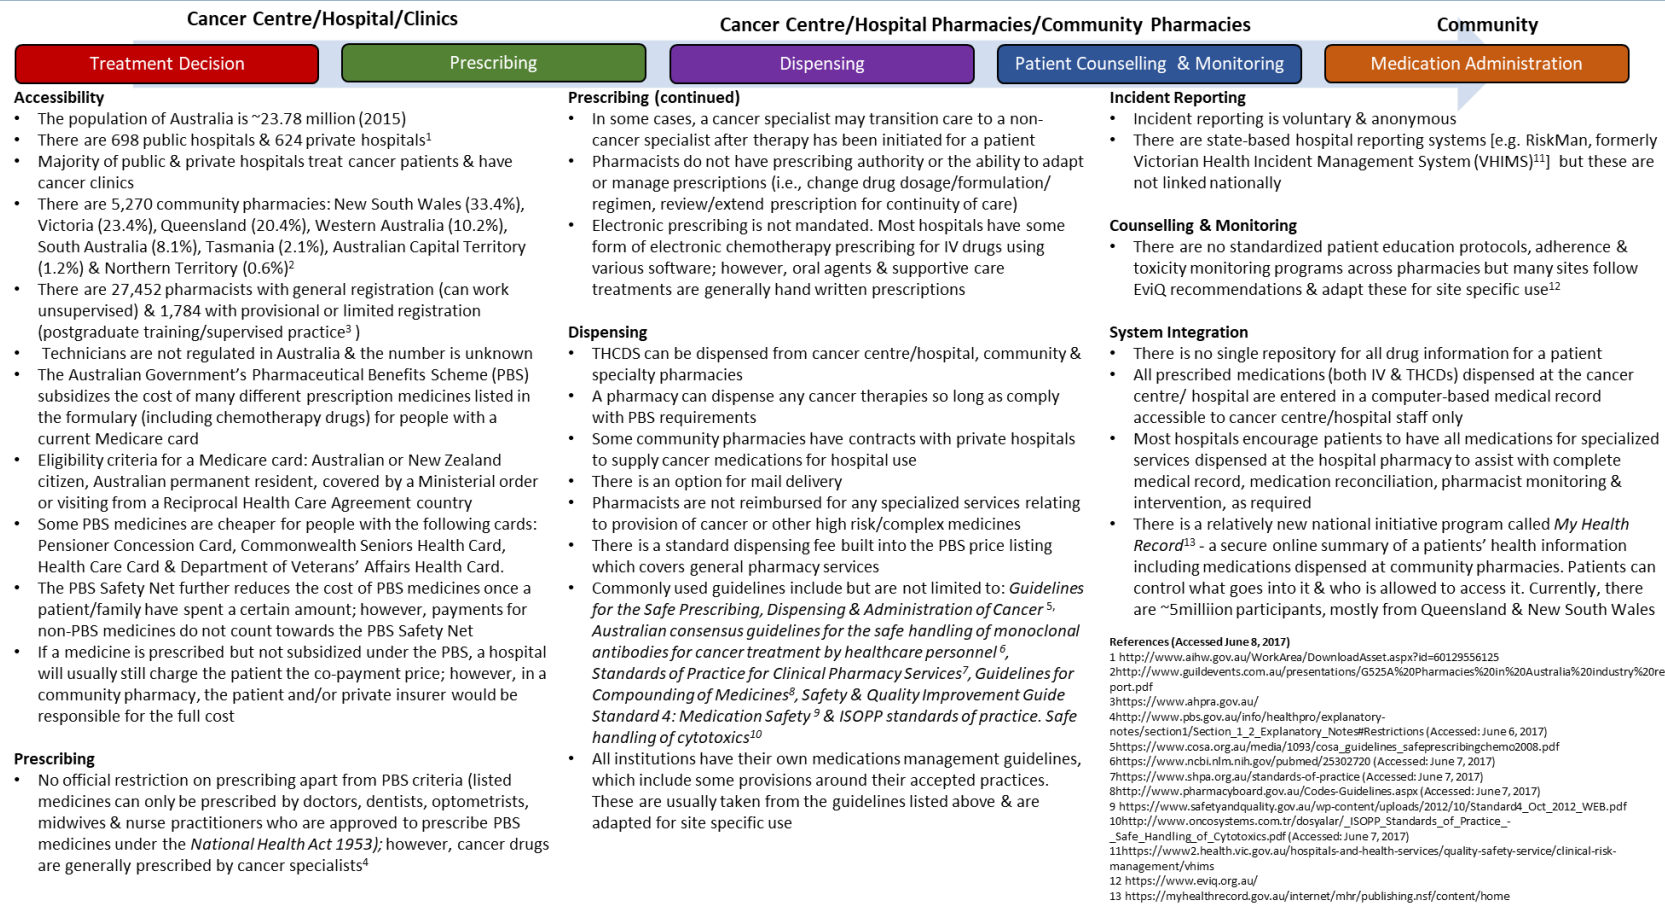 Cancer Centre/Hospital/Clinics
Cancer Centre/Hospital Pharmacies/Community Pharmacies
Community
Treatment Decision
Prescribing
Dispensing
Patient Counselling & Monitoring
Medication Administration
Accessibility
• The population of Australia is ~23.78 million (2015)
• There are 698 public hospitals & 624 private hospitals1
• Majority of public & private hospitals treat cancer patients & have
cancer clinics
• There are 5,270 community pharmacies: New South Wales (33.4%),
Victoria (23.4%), Queensland (20.4%), Western Australia (10.2%),
South Australia (8.1%), Tasmania (2.1%), Australian Capital Territory
(1.2%) & Northern Territory (0.6%)2
• There are 27,452 pharmacists with general registration (can work
unsupervised) & 1,784 with provisional or limited registration
(postgraduate training/supervised practice3 )
• Technicians are not regulated in Australia & the number is unknown
• The Australian Government's Pharmaceutical Benefits Scheme (PBS)
subsidizes the cost of many different prescription medicines listed in
the formulary (including chemotherapy drugs) for people with a
current Medicare card
• Eligibility criteria for a Medicare card: Australian or New Zealand
citizen, Australian permanent resident, covered by a Ministerial order
or visiting from a Reciprocal Health Care Agreement country
• Some PBS medicines are cheaper for people with the following cards:
Pensioner Concession Card, Commonwealth Seniors Health Card,
Health Care Card & Department of Veterans' Affairs Health Card.
• The PBS Safety Net further reduces the cost of PBS medicines once a
patient/family have spent a certain amount; however, payments for
non-PBS medicines do not count towards the PBS Safety Net
• If a medicine is prescribed but not subsidized under the PBS, a hospital
will usually still charge the patient the co-payment price; however, in a
community pharmacy, the patient and/or private insurer would be
responsible for the full cost
Prescribing
• No official restriction on prescribing apart from PBS criteria (listed
medicines can only be prescribed by doctors, dentists, optometrists,
midwives & nurse practitioners who are approved to prescribe PBS
medicines under the National Health Act 1953); however, cancer drugs
are generally prescribed by cancer specialists4
Prescribing (continued)
• In some cases, a cancer specialist may transition care to a non-
cancer specialist after therapy has been initiated for a patient
• Pharmacists do not have prescribing authority or the ability to adapt
or manage prescriptions (i.e., change drug dosage/formulation/
regimen, review/extend prescription for continuity of care)
• Electronic prescribing is not mandated. Most hospitals have some
form of electronic chemotherapy prescribing for IV drugs using
various software; however, oral agents & supportive care
treatments are generally hand written prescriptions
Dispensing
• THCDS can be dispensed from cancer centre/hospital, community &
specialty pharmacies
• A pharmacy can dispense any cancer therapies so long as comply
with PBS requirements
• Some community pharmacies have contracts with private hospitals
to supply cancer medications for hospital use
• There is an option for mail delivery
• Pharmacists are not reimbursed for any specialized services relating
to provision of cancer or other high risk/complex medicines
• There is a standard dispensing fee built into the PBS price listing
which covers general pharmacy services
• Commonly used guidelines include but are not limited to: Guidelines
for the Safe Prescribing, Dispensing & Administration of Cancer 5,
Australian consensus guidelines for the safe handling of monoclonal
antibodies for cancer treatment by healthcare personnel 6,
Standards of Practice for Clinical Pharmacy Services7, Guidelines for
Compounding of Medicines8, Safety & Quality Improvement Guide
Standard 4: Medication Safety 9 & ISOPP standards of practice. Safe
handling of cytotoxics10
• All institutions have their own medications management guidelines,
which include some provisions around their accepted practices.
These are usually taken from the guidelines listed above & are
adapted for site specific use
Incident Reporting
• Incident reporting is voluntary & anonymous
• There are state-based hospital reporting systems [e.g. RiskMan, formerly
Victorian Health Incident Management System (VHIMS)11] but these are
not linked nationally
Counselling & Monitoring
• There are no standardized patient education protocols, adherence &
toxicity monitoring programs across pharmacies but many sites follow
EviQ recommendations & adapt these for site specific use12
System Integration
• There is no single repository for all drug information for a patient
• All prescribed medications (both IV & THCDs) dispensed at the cancer
centre/ hospital are entered in a computer-based medical record
accessible to cancer centre/hospital staff only
• Most hospitals encourage patients to have all medications for specialized
services dispensed at the hospital pharmacy to assist with complete
medical record, medication reconciliation, pharmacist monitoring &
intervention, as required
• There is a relatively new national initiative program called My Health
Record13 - a secure online summary of a patients' health information
including medications dispensed at community pharmacies. Patients can
control what goes into it & who is allowed to access it. Currently, there
are ~5milliion participants, mostly from Queensland & New South Wales
References (Accessed June 8, 2017)
1 http://www.aihw.gov.au/WorkArea/DownloadAsset.aspx?id=60129556125
2http://www.guildevents.com.au/presentations/G525A%20Pharmacies%20in%20Australia%20industry%20re
port.pdf
3https://www.ahpra.gov.au/
4http://www.pbs.gov.au/info/healthpro/explanatory-
notes/section1/Section_1_2_Explanatory_Notes#Restrictions (Accessed: June 6, 2017)
5https://www.cosa.org.au/media/1093/cosa_guidelines_safeprescribingchemo2008.pdf
6https://www.ncbi.nlm.nih.gov/pubmed/25302720 (Accessed: June 7, 2017)
7https://www.shpa.org.au/standards-of-practice (Accessed: June 7, 2017)
8http://www.pharmacyboard.gov.au/Codes-Guidelines.aspx (Accessed: June 7, 2017)
9 https://www.safetyandquality.gov.au/wp-content/uploads/2012/10/Standard4_Oct_2012_WEB.pdf
10http://www.oncosystems.com.tr/dosyalar/_ISOPP_Standards_of_Practice_-
_Safe_Handling_of_Cytotoxics.pdf (Accessed: June 7, 2017)
11https://www2.health.vic.gov.au/hospitals-and-health-services/quality-safety-service/clinical-risk-
management/vhims
12 https://www.eviq.org.au/
13 https://myhealthrecord.gov.au/internet/mhr/publishing.nsf/content/home